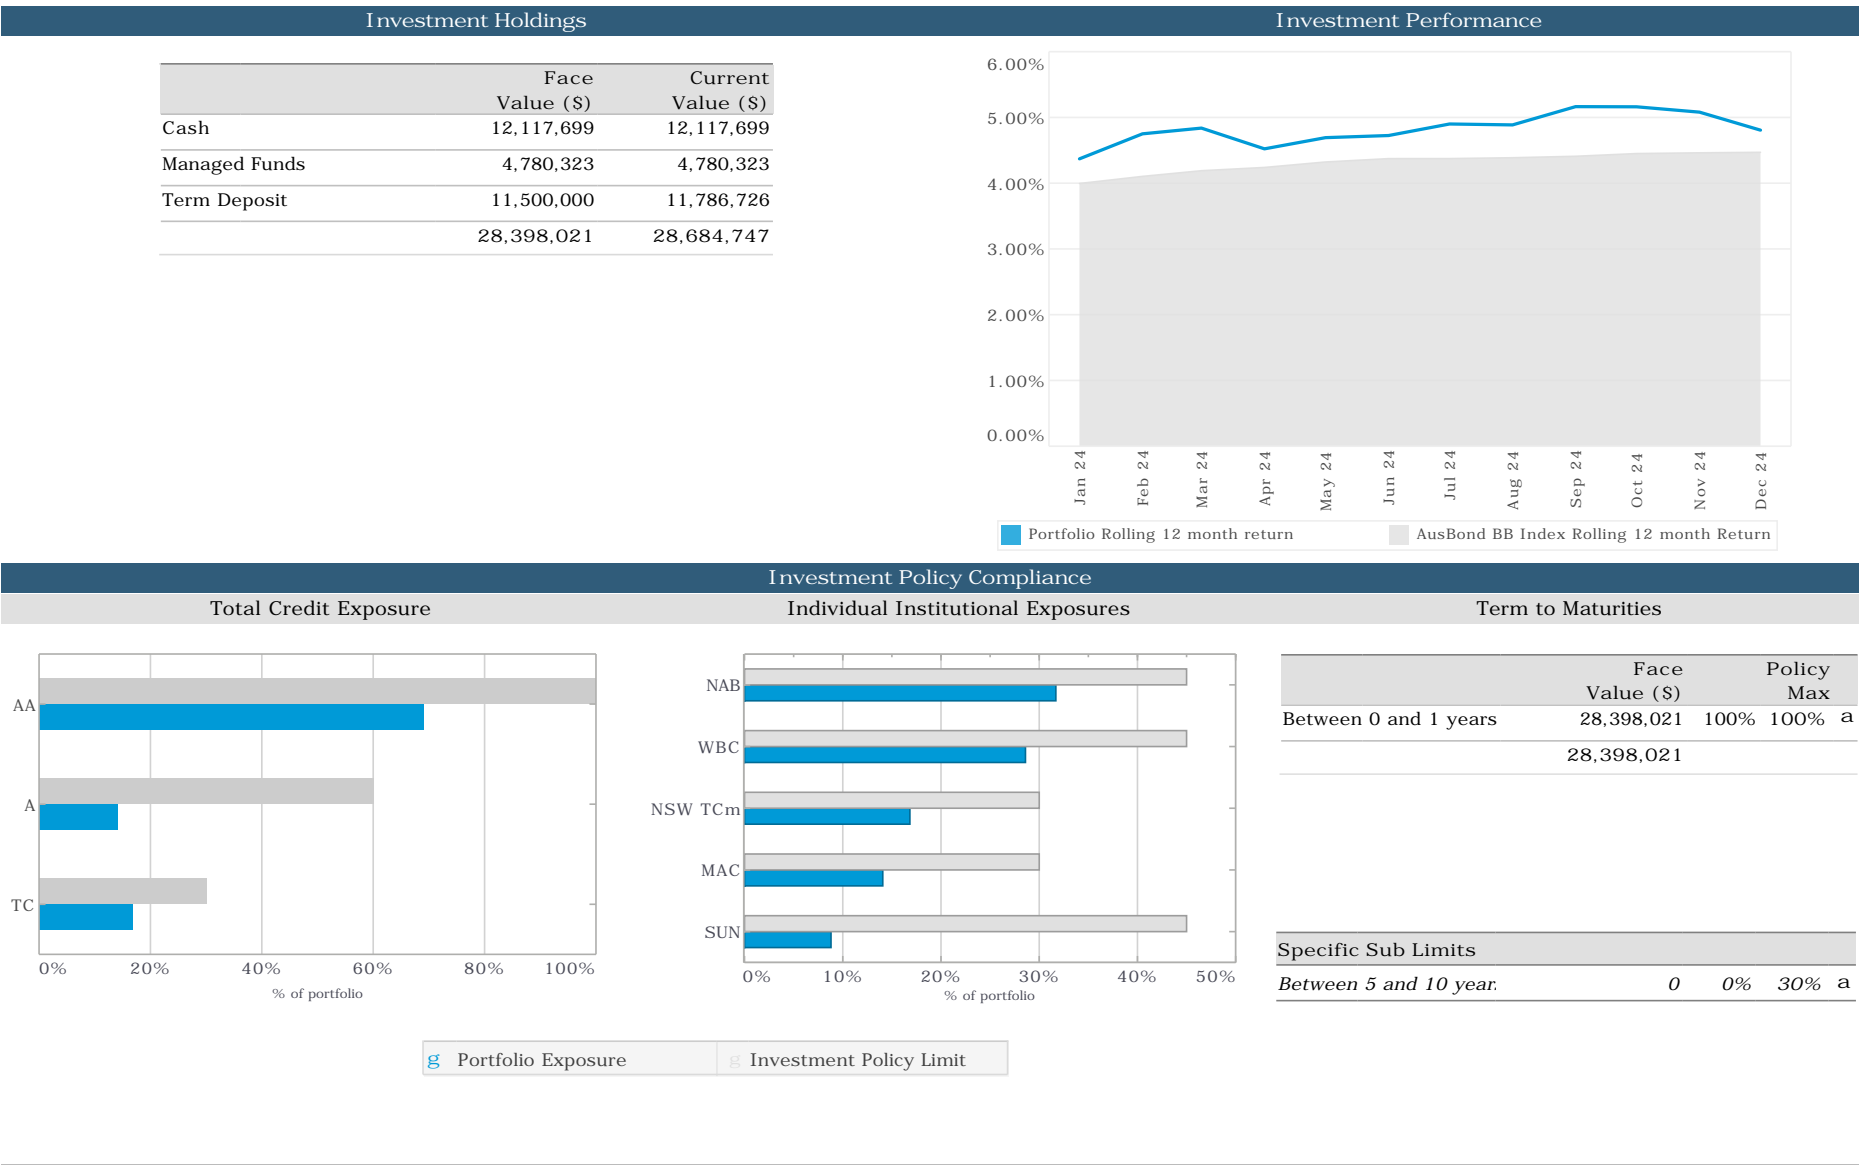 Investment Holdings
Investment Performance
Face Current
Value ($) Value ($)
Cash 12,117,699 12,117,699
Managed Funds 4,780,323 4,780,323
Term Deposit 11,500,000 11,786,726
28,398,021 28,684,747
6.00%
5.00%
4.00%
3.00%
2.00%
1.00%
0.00%
Jan 24
Feb 24
Mar 24
Apr 24
May 24
Jun 24
Jul 24
Aug 24
Sep 24
Oct 24
Nov 24
Dec 24
Portfolio Rolling 12 month return
AusBond BB Index Rolling 12 month Return
Investment Policy Compliance
Total Credit Exposure
AA
A
TC
0% 20% 40% 60% 80% 100%
% of portfolio
Individual Institutional Exposures
NAB
WBC
NSW TCm
MAC
SUN
0% 10% 20% 30% 40% 50%
% of portfolio
Term to Maturities
Face Policy
Value ($) Max
Between 0 and 1 years 28,398,021 100% 100% a
28,398,021
Specific Sub Limits
Between 5 and 10 year 0 0% 30% a
g Portfolio Exposure
g Investment Policy Limit